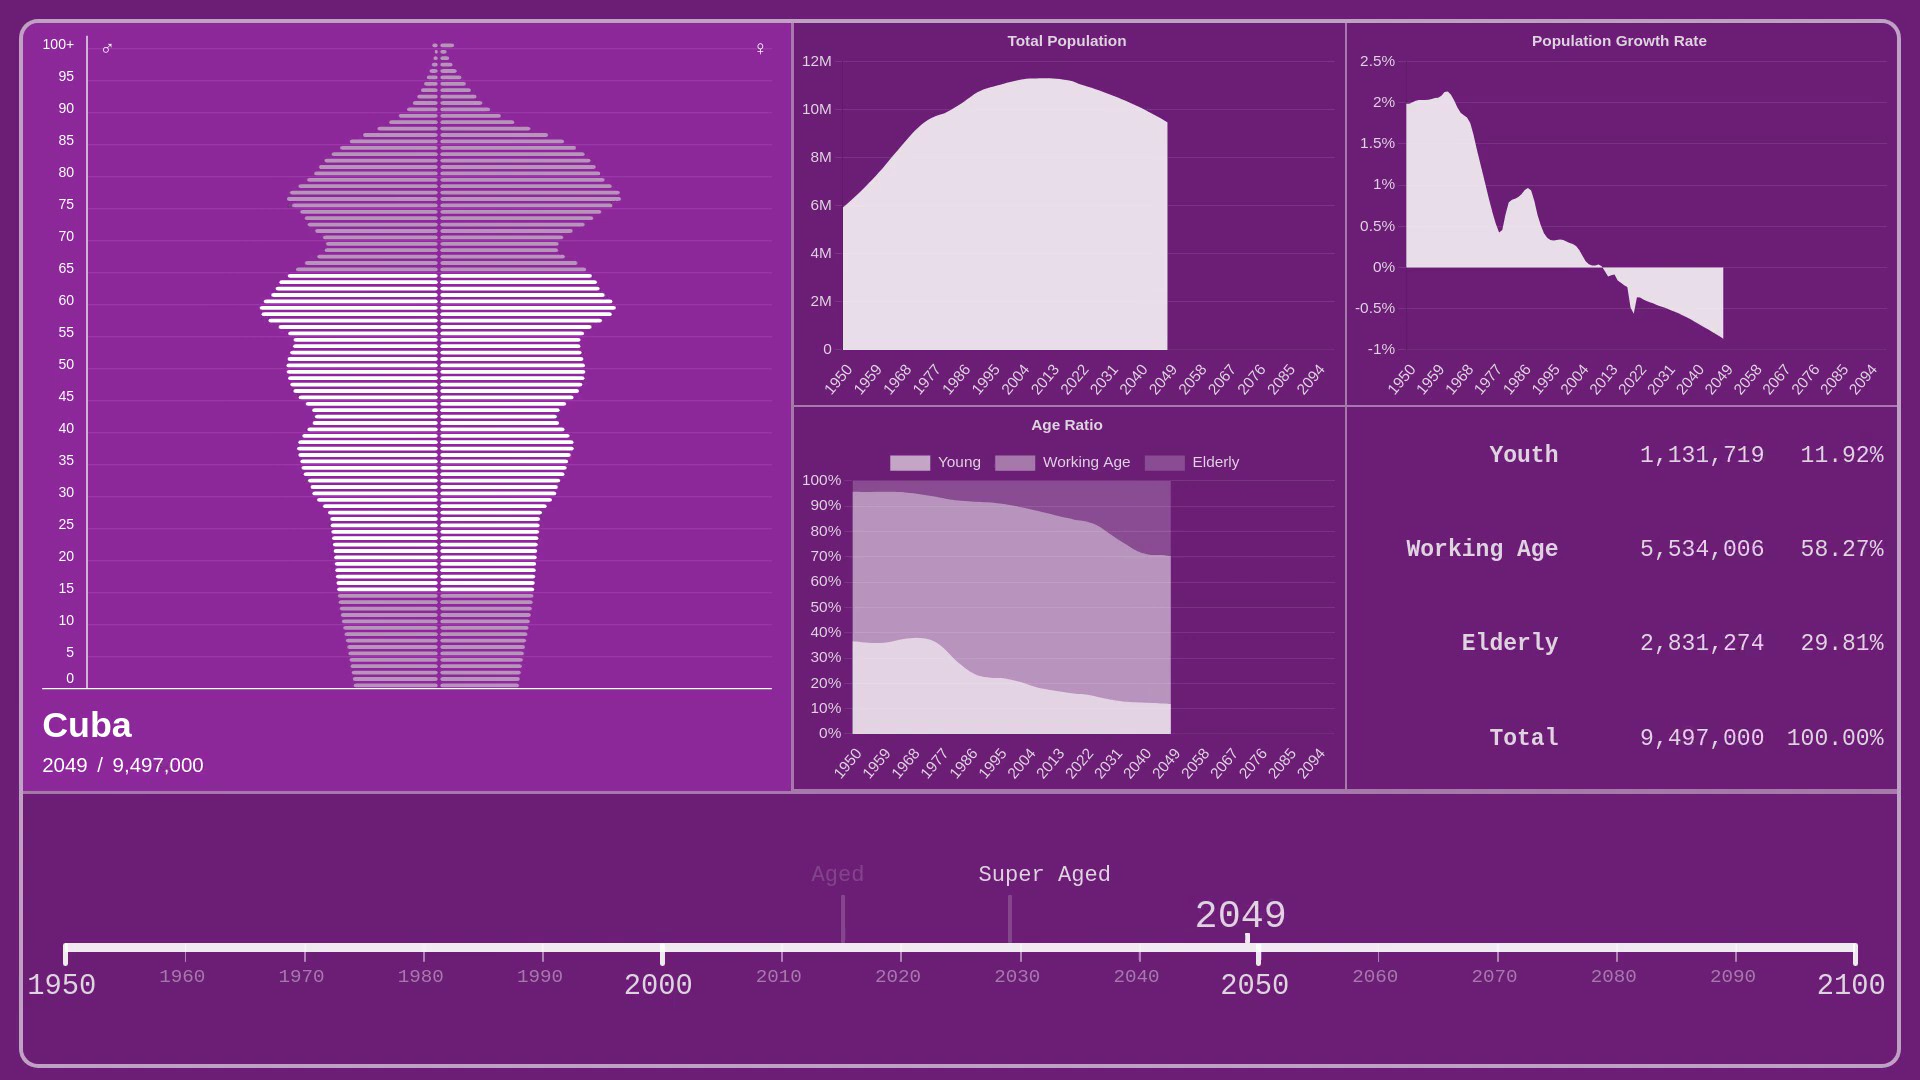 ♂
♀
100+
95
90
85
80
75
70
65
60
55
50
45
40
35
30
25
20
15
10
5
0
Cuba
2049 / 9,497,000
Total Population
12M
10M
8M
6M
4M
2M
0
1950 1959 1968 1977 1986 1995 2004 2013 2022 2031 2040 2049 2058 2067 2076 2085 2094
Population Growth Rate
2.5%
2%
1.5%
1%
0.5%
0%
-0.5%
-1%
1950 1959 1968 1977 1986 1995 2004 2013 2022 2031 2040 2049 2058 2067 2076 2085 2094
Age Ratio
Young Working Age Elderly
100%
90%
80%
70%
60%
50%
40%
30%
20%
10%
0%
1950 1959 1968 1977 1986 1995 2004 2013 2022 2031 2040 2049 2058 2067 2076 2085 2094
Youth 1,131,719 11.92%
Working Age 5,534,006 58.27%
Elderly 2,831,274 29.81%
Total 9,497,000 100.00%
Aged Super Aged
2049
1950 1960 1970 1980 1990 2000 2010 2020 2030 2040 2050 2060 2070 2080 2090 2100